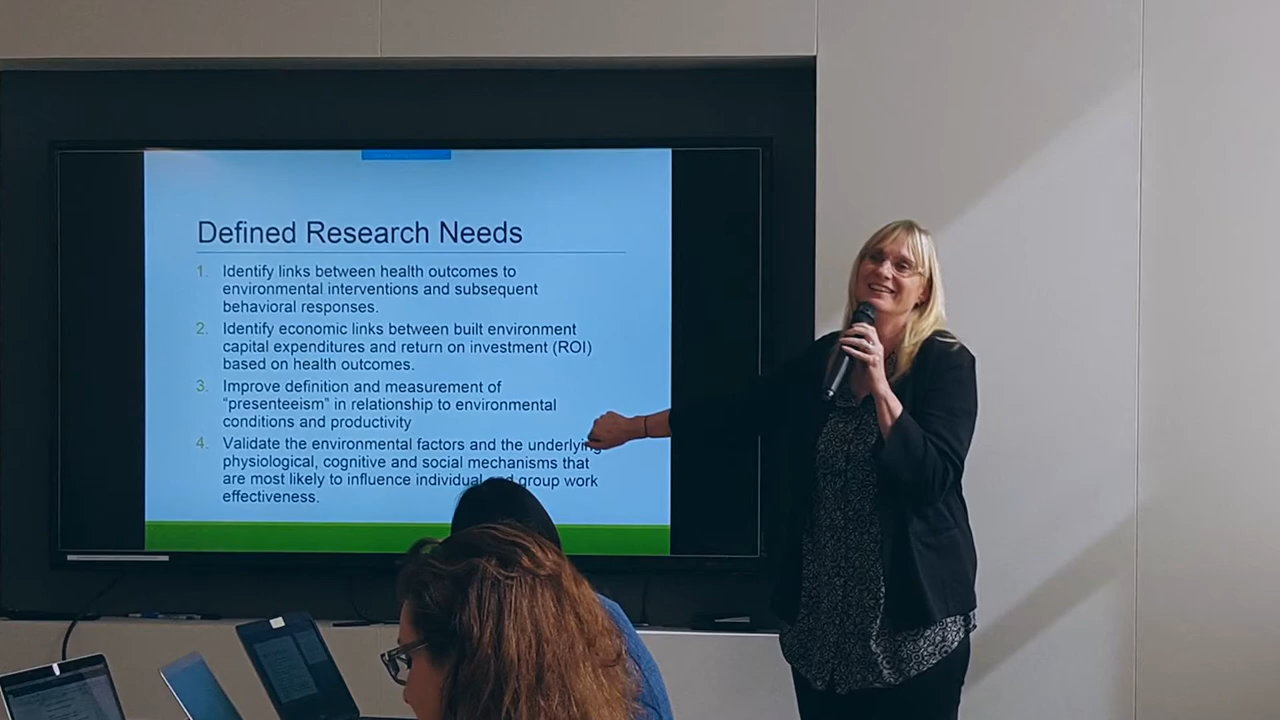 Defined Research Needs
1. Identify links between health outcomes to
environmental interventions and subsequent
behavioral responses.
2. Identify economic links between built environment
capital expenditures and return on investment (ROI)
based on health outcomes.
3. Improve definition and measurement of
“presenteeism” in relationship to environmental
conditions and productivity
4. Validate the environmental factors and the underlying
physiological, cognitive and social mechanisms that
are most likely to influence individual and group work
effectiveness.